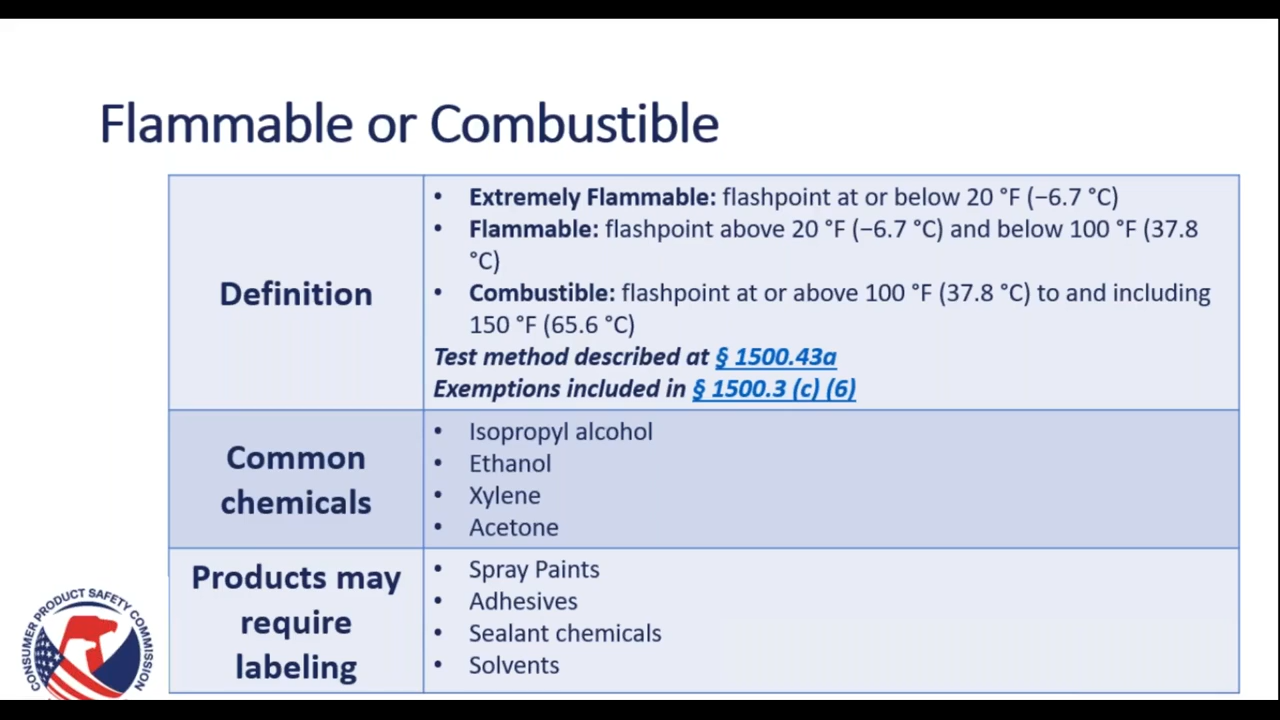 Flammable or Combustible
Definition
• Extremely Flammable: flashpoint at or below 20 °F (−6.7 °C)
• Flammable: flashpoint above 20 °F (−6.7 °C) and below 100 °F (37.8
°C)
• Combustible: flashpoint at or above 100 °F (37.8 °C) to and including
150 °F (65.6 °C)
Test method described at § 1500.43a
Exemptions included in § 1500.3 (c) (6)
Common
chemicals
• Isopropyl alcohol
• Ethanol
• Xylene
• Acetone
Products may
require
labeling
• Spray Paints
• Adhesives
• Sealant chemicals
• Solvents
CONSUMER PRODUCT SAFETY COMMISSION